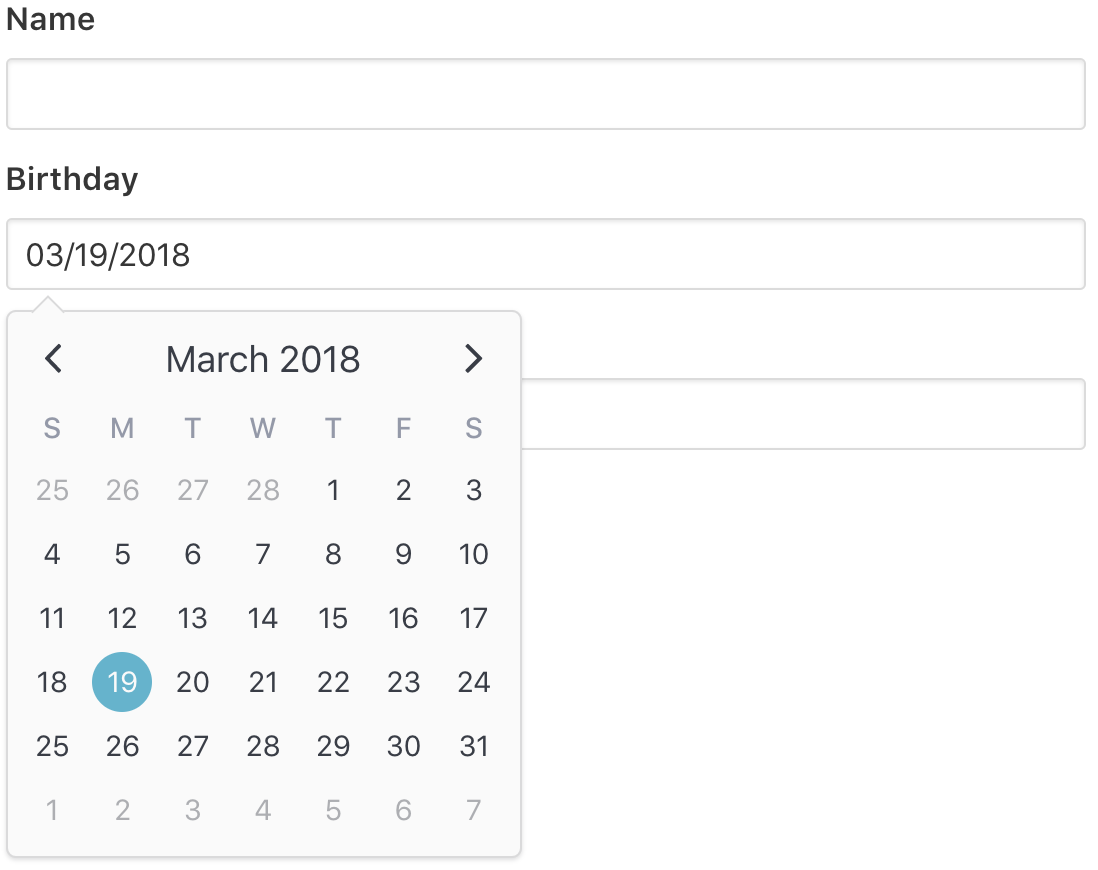 Name
Birthday
03/19/2018
March 2018
S M T W T F S
25 26 27 28 1 2 3
4 5 6 7 8 9 10
11 12 13 14 15 16 17
18 19 20 21 22 23 24
25 26 27 28 29 30 31
1 2 3 4 5 6 7